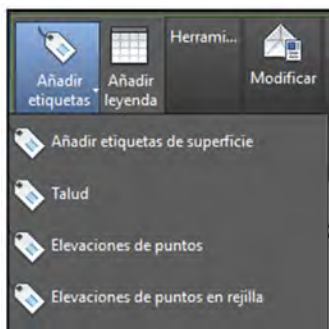 Añadir
etiquetas
Añadir
leyenda
Herrami...
Modificar
Añadir etiquetas de superficie
Talud
Elevaciones de puntos
Elevaciones de puntos en rejilla